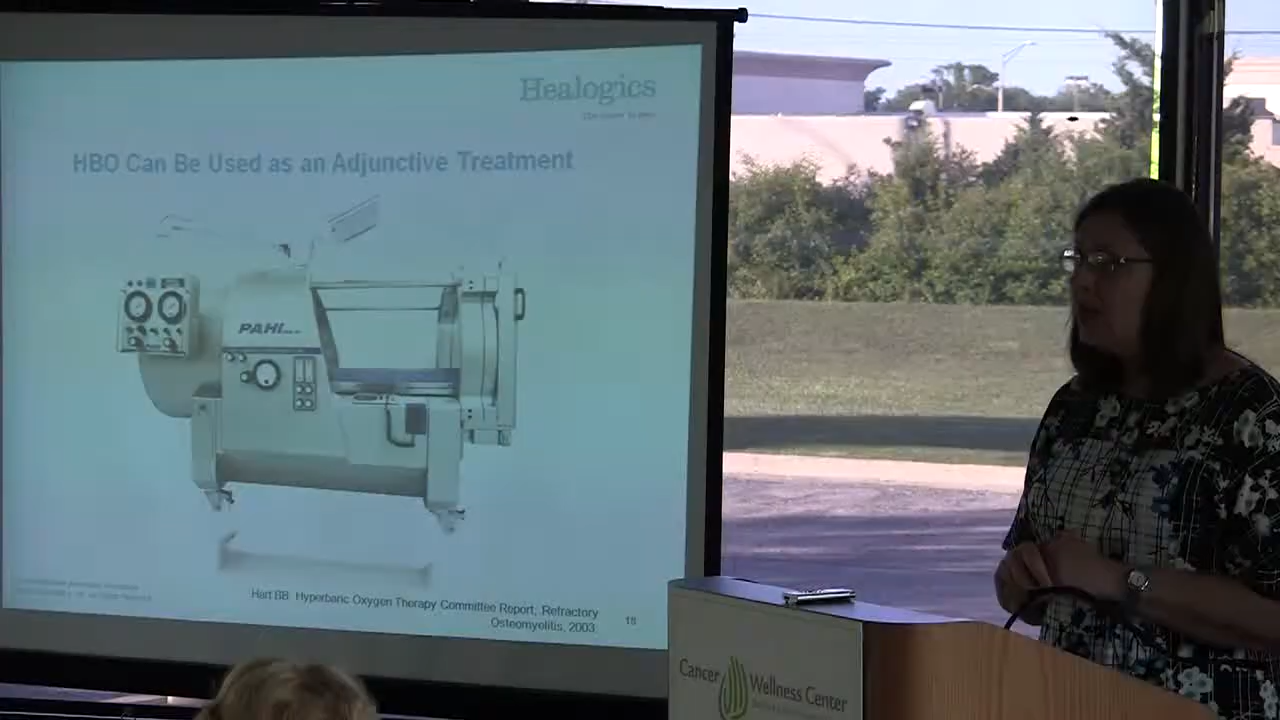 Healogics
HBO Can Be Used as an Adjunctive Treatment
PAHI
Hart BB. Hyperbaric Oxygen Therapy Committee Report, Refractory
Osteomyelitis, 2003.
18
Cancer Wellness Center